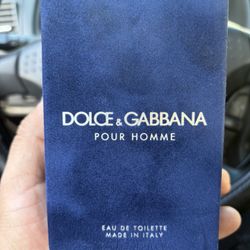 DOLCE & GABBANA
POUR HOMME
EAU DE TOILETTE
MADE IN ITALY